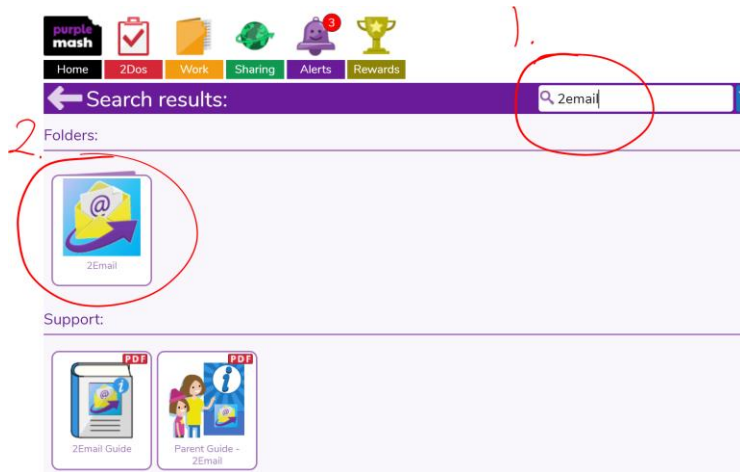 1.
purple
mash
3
Home 2Dos Work Sharing Alerts Rewards
Search results: 2email
2.
Folders:
@
2Email
Support:
PDF PDF
@ i i
@
2Email Guide Parent Guide -
2Email